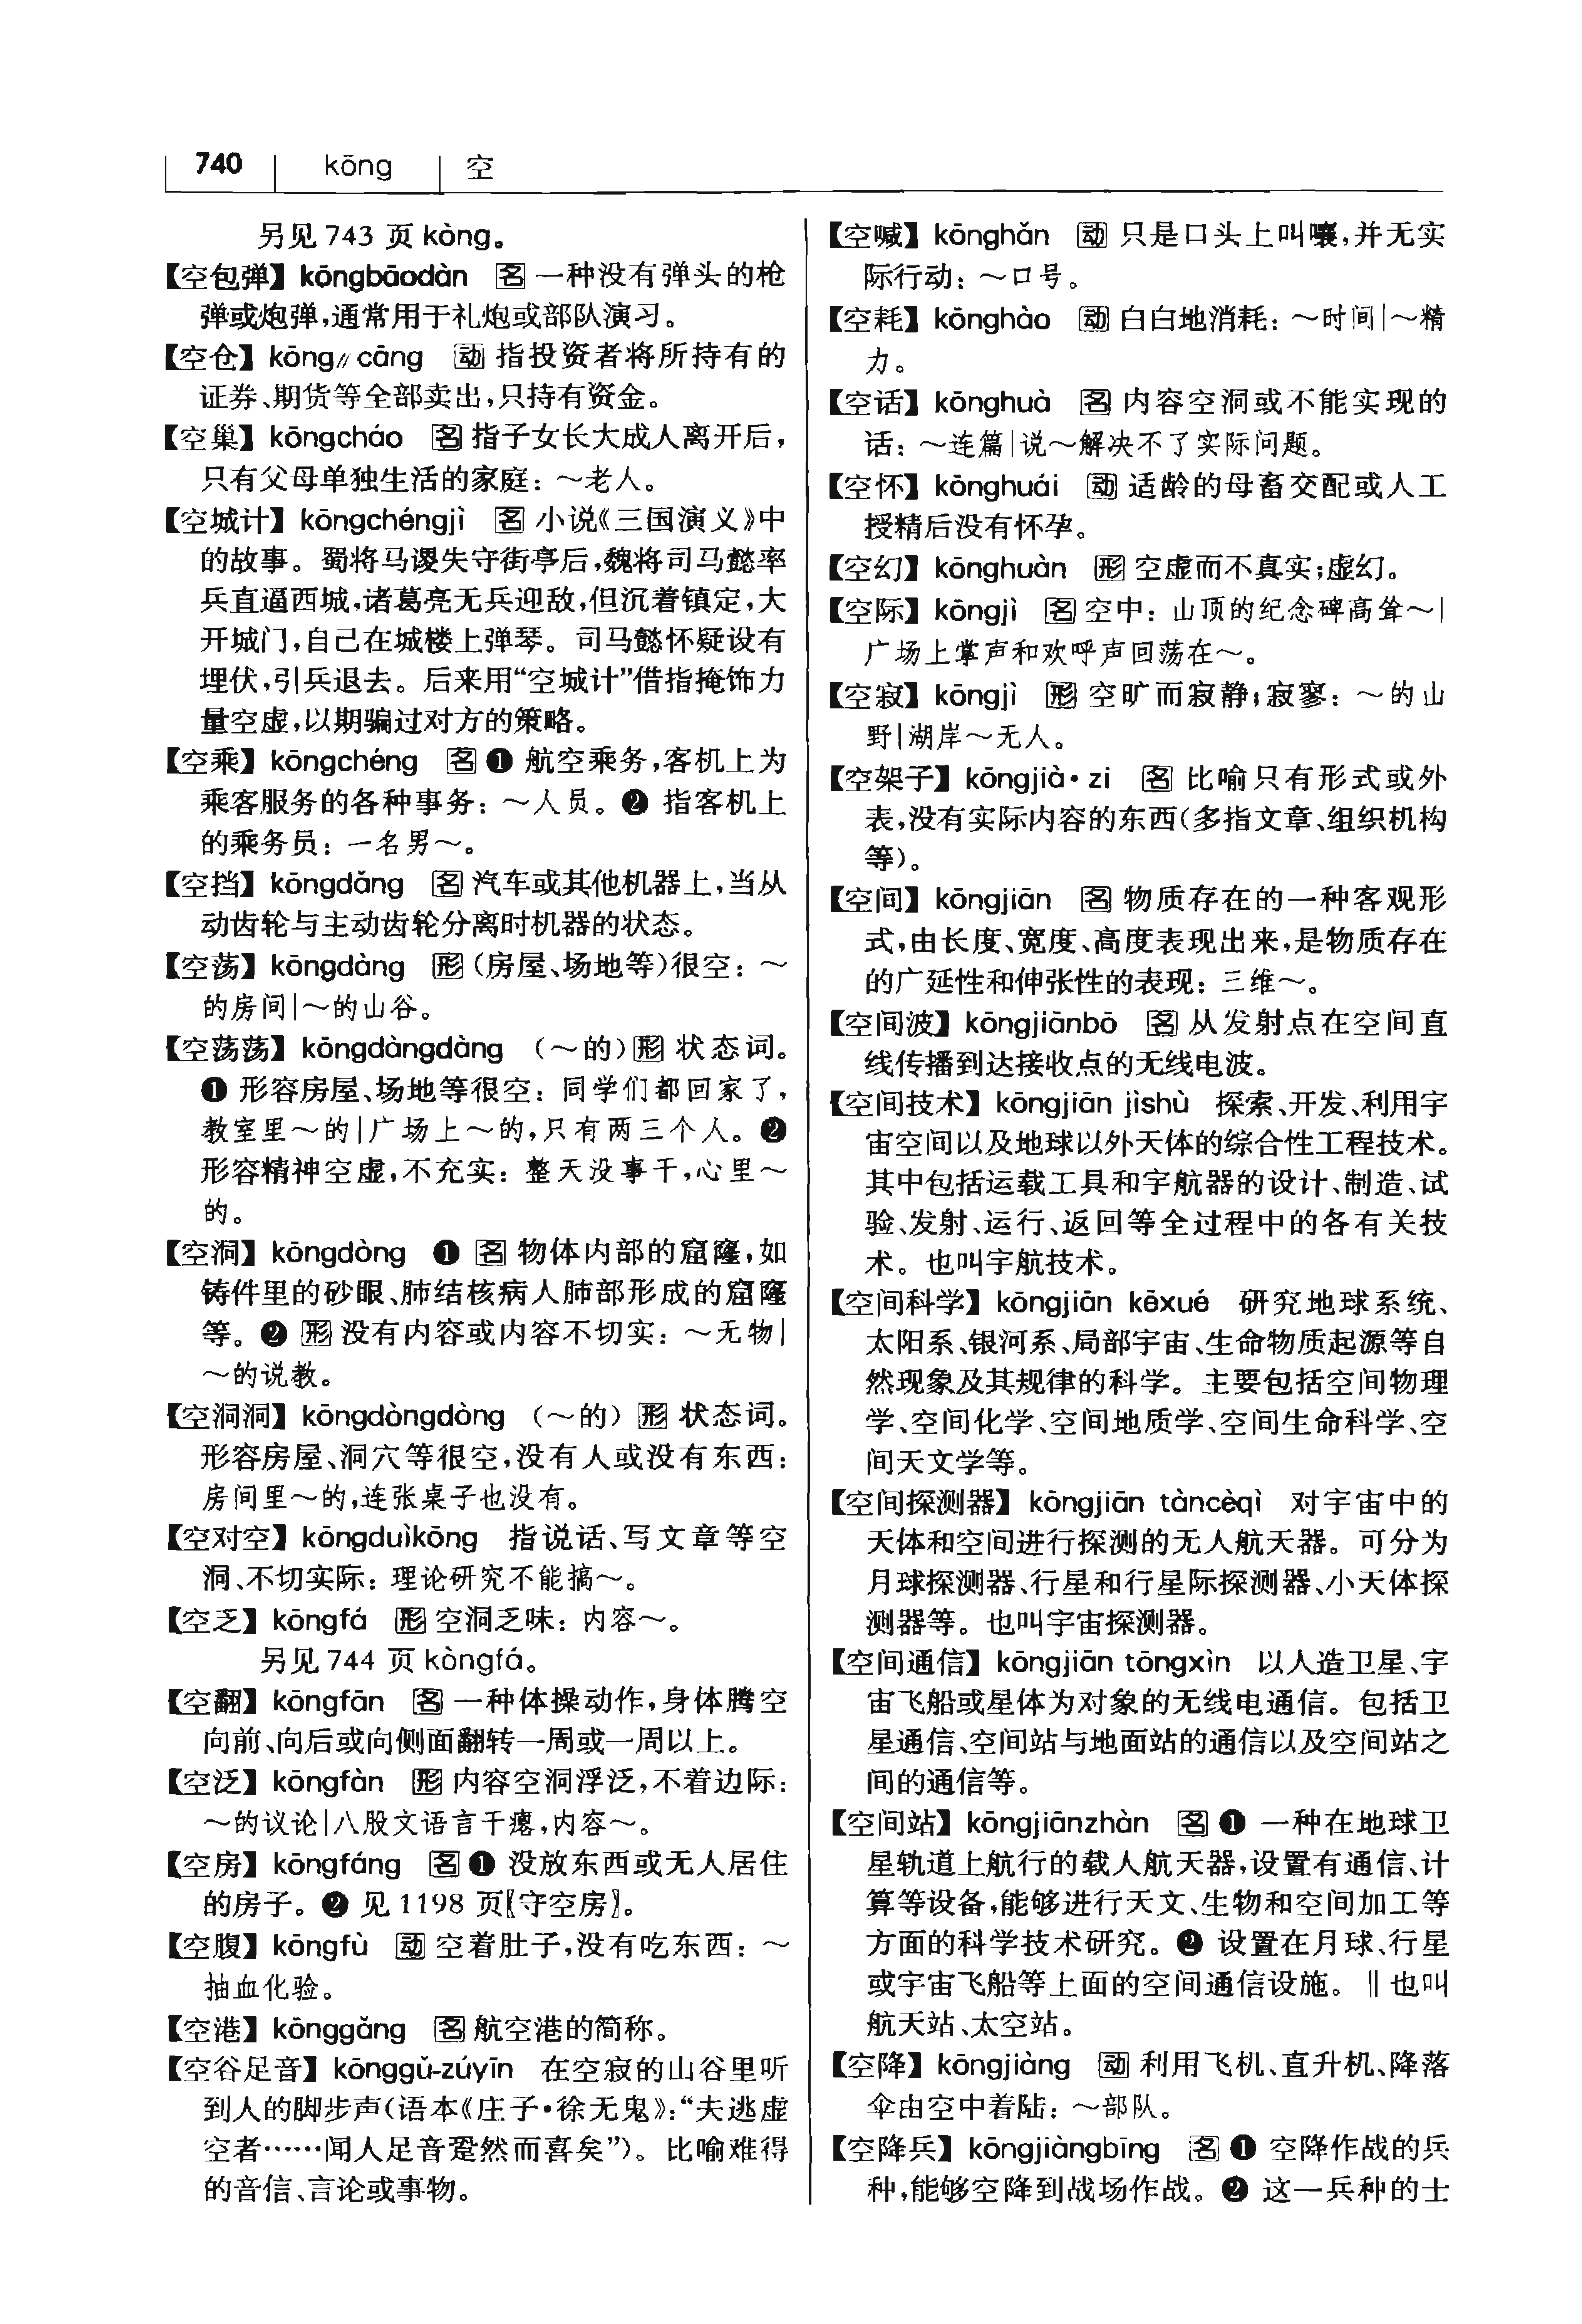 740 kōng 空
另见 743 页 kòng。
【空包弹】 kōngbāodàn 名 一种没有弹头的枪
弹或炮弹,通常用于礼炮或部队演习。
【空仓】 kōng∥cāng 动 指投资者将所持有的
证券、期货等全部卖出,只持有资金。
【空巢】 kōngcháo 名 指子女长大成人离开后,
只有父母单独生活的家庭: ～老人。
【空城计】 kōngchéngjì 名 小说《三国演义》中
的故事。蜀将马谡失守街亭后,魏将司马懿率
兵直逼西城,诸葛亮无兵迎敌,但沉着镇定,大
开城门,自己在城楼上弹琴。司马懿怀疑设有
埋伏,引兵退去。后来用“空城计”借指掩饰力
量空虚,以期骗过对方的策略。
【空乘】 kōngchéng 名 ❶ 航空乘务,客机上为
乘客服务的各种事务: ～人员。❷ 指客机上
的乘务员: 一名男～。
【空挡】 kōngdǎng 名 汽车或其他机器上,当从
动齿轮与主动齿轮分离时机器的状态。
【空荡】 kōngdàng 形 (房屋、场地等)很空: ～
的房间|～的山谷。
【空荡荡】 kōngdàngdàng (～的) 形 状态词。
❶ 形容房屋、场地等很空: 同学们都回家了,
教室里～的|广场上～的,只有两三个人。❷
形容精神空虚,不充实: 整天没事干,心里～
的。
【空洞】 kōngdòng ❶ 名 物体内部的窟窿,如
铸件里的砂眼、肺结核病人肺部形成的窟窿
等。❷ 形 没有内容或内容不切实: ～无物|
～的说教。
【空洞洞】 kōngdòngdòng (～的) 形 状态词。
形容房屋、洞穴等很空,没有人或没有东西:
房间里～的,连张桌子也没有。
【空对空】 kōngduìkōng 指说话、写文章等空
洞、不切实际: 理论研究不能搞～。
【空乏】 kōngfá 形 空洞乏味: 内容～。
另见 744 页 kòngfá。
【空翻】 kōngfān 名 一种体操动作,身体腾空
向前、向后或向侧面翻转一周或一周以上。
【空泛】 kōngfàn 形 内容空洞浮泛,不着边际:
～的议论|八股文语言干瘪,内容～。
【空房】 kōngfáng 名 ❶ 没放东西或无人居住
的房子。❷ 见 1198 页〖守空房〗。
【空腹】 kōngfù 动 空着肚子,没有吃东西: ～
抽血化验。
【空港】 kōnggǎng 名 航空港的简称。
【空谷足音】 kōnggǔ-zúyīn 在空寂的山谷里听
到人的脚步声(语本《庄子·徐无鬼》:“夫逃虚
空者……闻人足音跫然而喜矣”)。比喻难得
的音信、言论或事物。
【空喊】 kōnghǎn 动 只是口头上叫嚷,并无实
际行动: ～口号。
【空耗】 kōnghào 动 白白地消耗: ～时间|～精
力。
【空话】 kōnghuà 名 内容空洞或不能实现的
话: ～连篇|说～解决不了实际问题。
【空怀】 kōnghuái 动 适龄的母畜交配或人工
授精后没有怀孕。
【空幻】 kōnghuàn 形 空虚而不真实;虚幻。
【空际】 kōngjì 名 空中: 山顶的纪念碑高耸～|
广场上掌声和欢呼声回荡在～。
【空寂】 kōngjì 形 空旷而寂静;寂寥: ～的山
野|湖岸～无人。
【空架子】 kōngjià·zi 名 比喻只有形式或外
表,没有实际内容的东西(多指文章、组织机构
等)。
【空间】 kōngjiān 名 物质存在的一种客观形
式,由长度、宽度、高度表现出来,是物质存在
的广延性和伸张性的表现: 三维～。
【空间波】 kōngjiānbō 名 从发射点在空间直
线传播到达接收点的无线电波。
【空间技术】 kōngjiān jìshù 探索、开发、利用宇
宙空间以及地球以外天体的综合性工程技术。
其中包括运载工具和宇航器的设计、制造、试
验、发射、运行、返回等全过程中的各有关技
术。也叫宇航技术。
【空间科学】 kōngjiān kēxué 研究地球系统、
太阳系、银河系、局部宇宙、生命物质起源等自
然现象及其规律的科学。主要包括空间物理
学、空间化学、空间地质学、空间生命科学、空
间天文学等。
【空间探测器】 kōngjiān tàncèqì 对宇宙中的
天体和空间进行探测的无人航天器。可分为
月球探测器、行星和行星际探测器、小天体探
测器等。也叫宇宙探测器。
【空间通信】 kōngjiān tōngxìn 以人造卫星、宇
宙飞船或星体为对象的无线电通信。包括卫
星通信、空间站与地面站的通信以及空间站之
间的通信等。
【空间站】 kōngjiānzhàn 名 ❶ 一种在地球卫
星轨道上航行的载人航天器,设置有通信、计
算等设备,能够进行天文、生物和空间加工等
方面的科学技术研究。❷ 设置在月球、行星
或宇宙飞船等上面的空间通信设施。‖ 也叫
航天站、太空站。
【空降】 kōngjiàng 动 利用飞机、直升机、降落
伞由空中着陆: ～部队。
【空降兵】 kōngjiàngbīng 名 ❶ 空降作战的兵
种,能够空降到战场作战。❷ 这一兵种的士